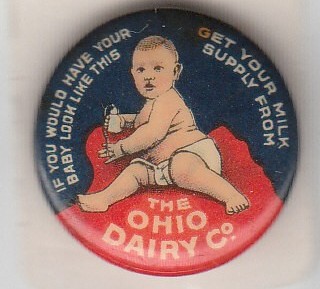 IF YOU WOULD HAVE YOUR
BABY LOOK LIKE THIS
GET YOUR MILK
SUPPLY FROM
THE
OHIO
DAIRY Co.